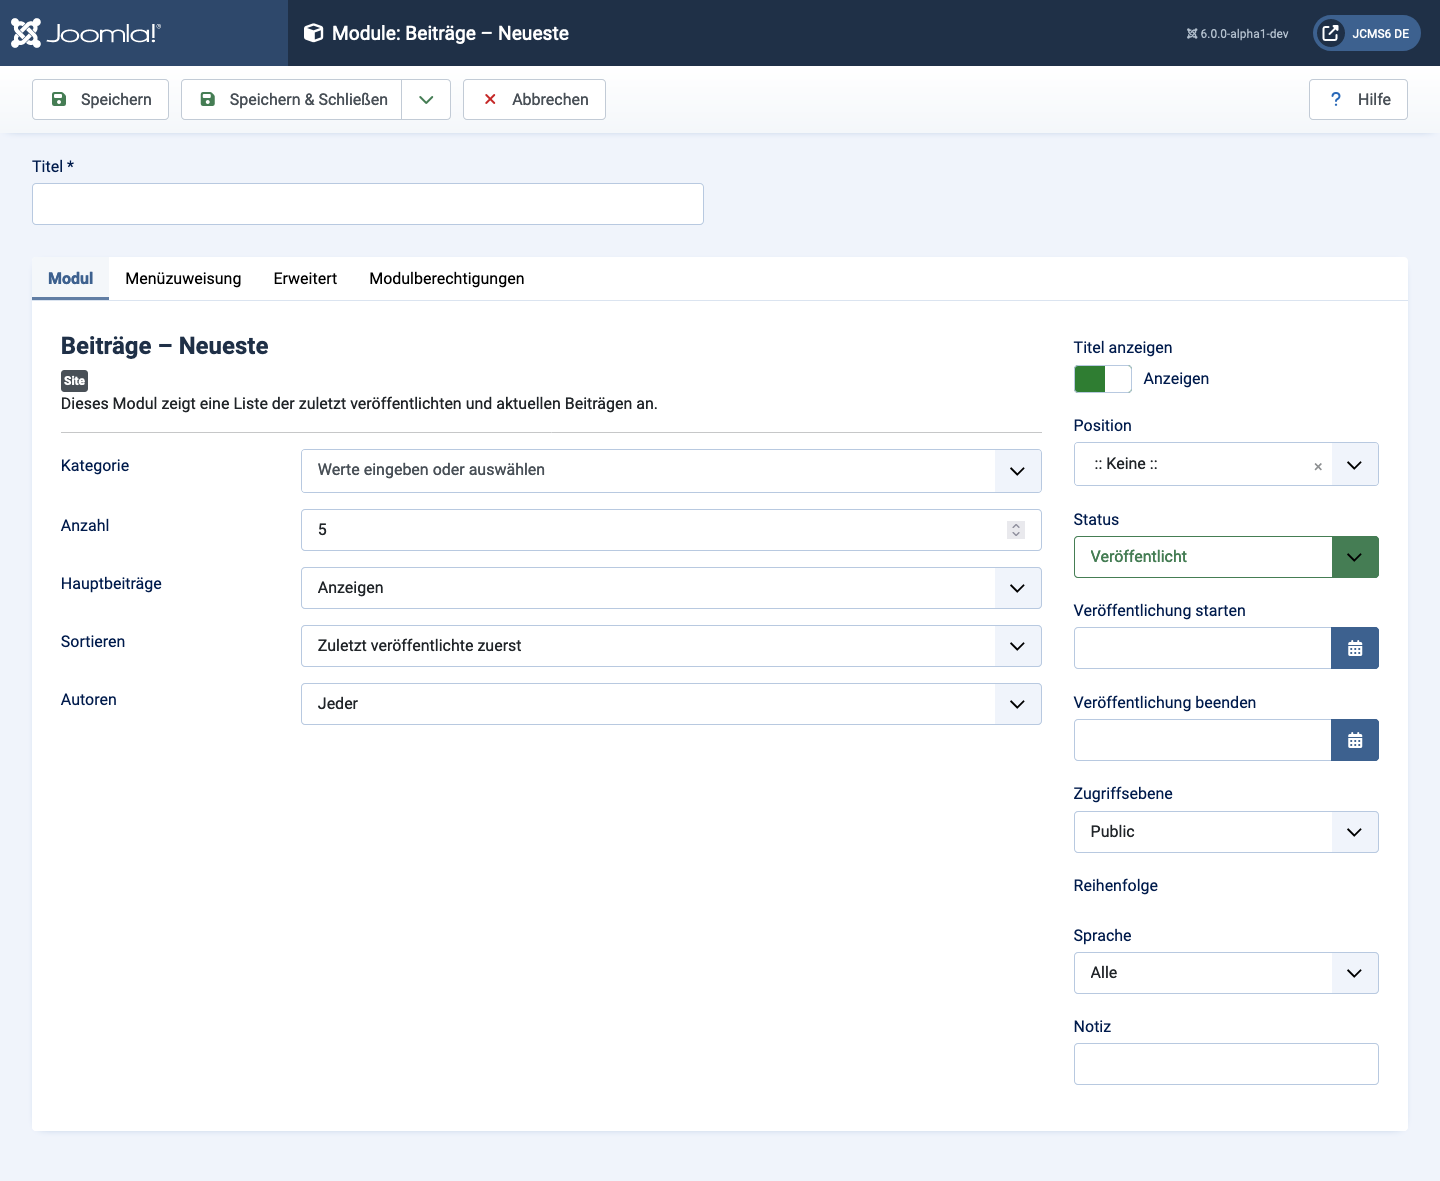 Joomla!®
Module: Beiträge – Neueste
6.0.0-alpha1-dev
JCMS6 DE
Speichern
Speichern & Schließen
Abbrechen
? Hilfe
Titel *
Modul
Menüzuweisung
Erweitert
Modulberechtigungen
Beiträge – Neueste
Site
Dieses Modul zeigt eine Liste der zuletzt veröffentlichten und aktuellen Beiträgen an.
Kategorie
Werte eingeben oder auswählen
Anzahl
5
Hauptbeiträge
Anzeigen
Sortieren
Zuletzt veröffentlichte zuerst
Autoren
Jeder
Titel anzeigen
Anzeigen
Position
:: Keine ::
Status
Veröffentlicht
Veröffentlichung starten
Veröffentlichung beenden
Zugriffsebene
Public
Reihenfolge
Sprache
Alle
Notiz